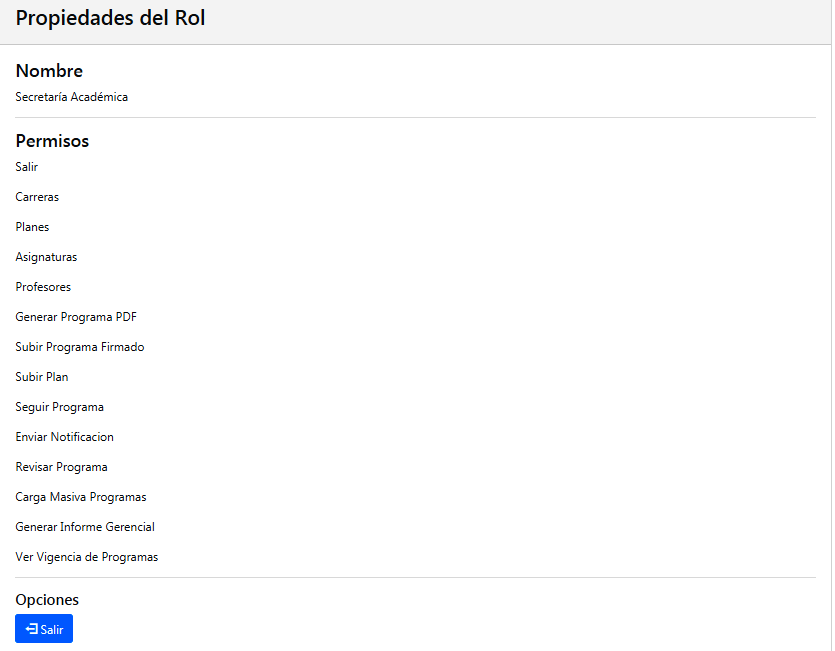 Propiedades del Rol
Nombre
Secretaría Académica
Permisos
Salir
Carreras
Planes
Asignaturas
Profesores
Generar Programa PDF
Subir Programa Firmado
Subir Plan
Seguir Programa
Enviar Notificacion
Revisar Programa
Carga Masiva Programas
Generar Informe Gerencial
Ver Vigencia de Programas
Opciones
Salir